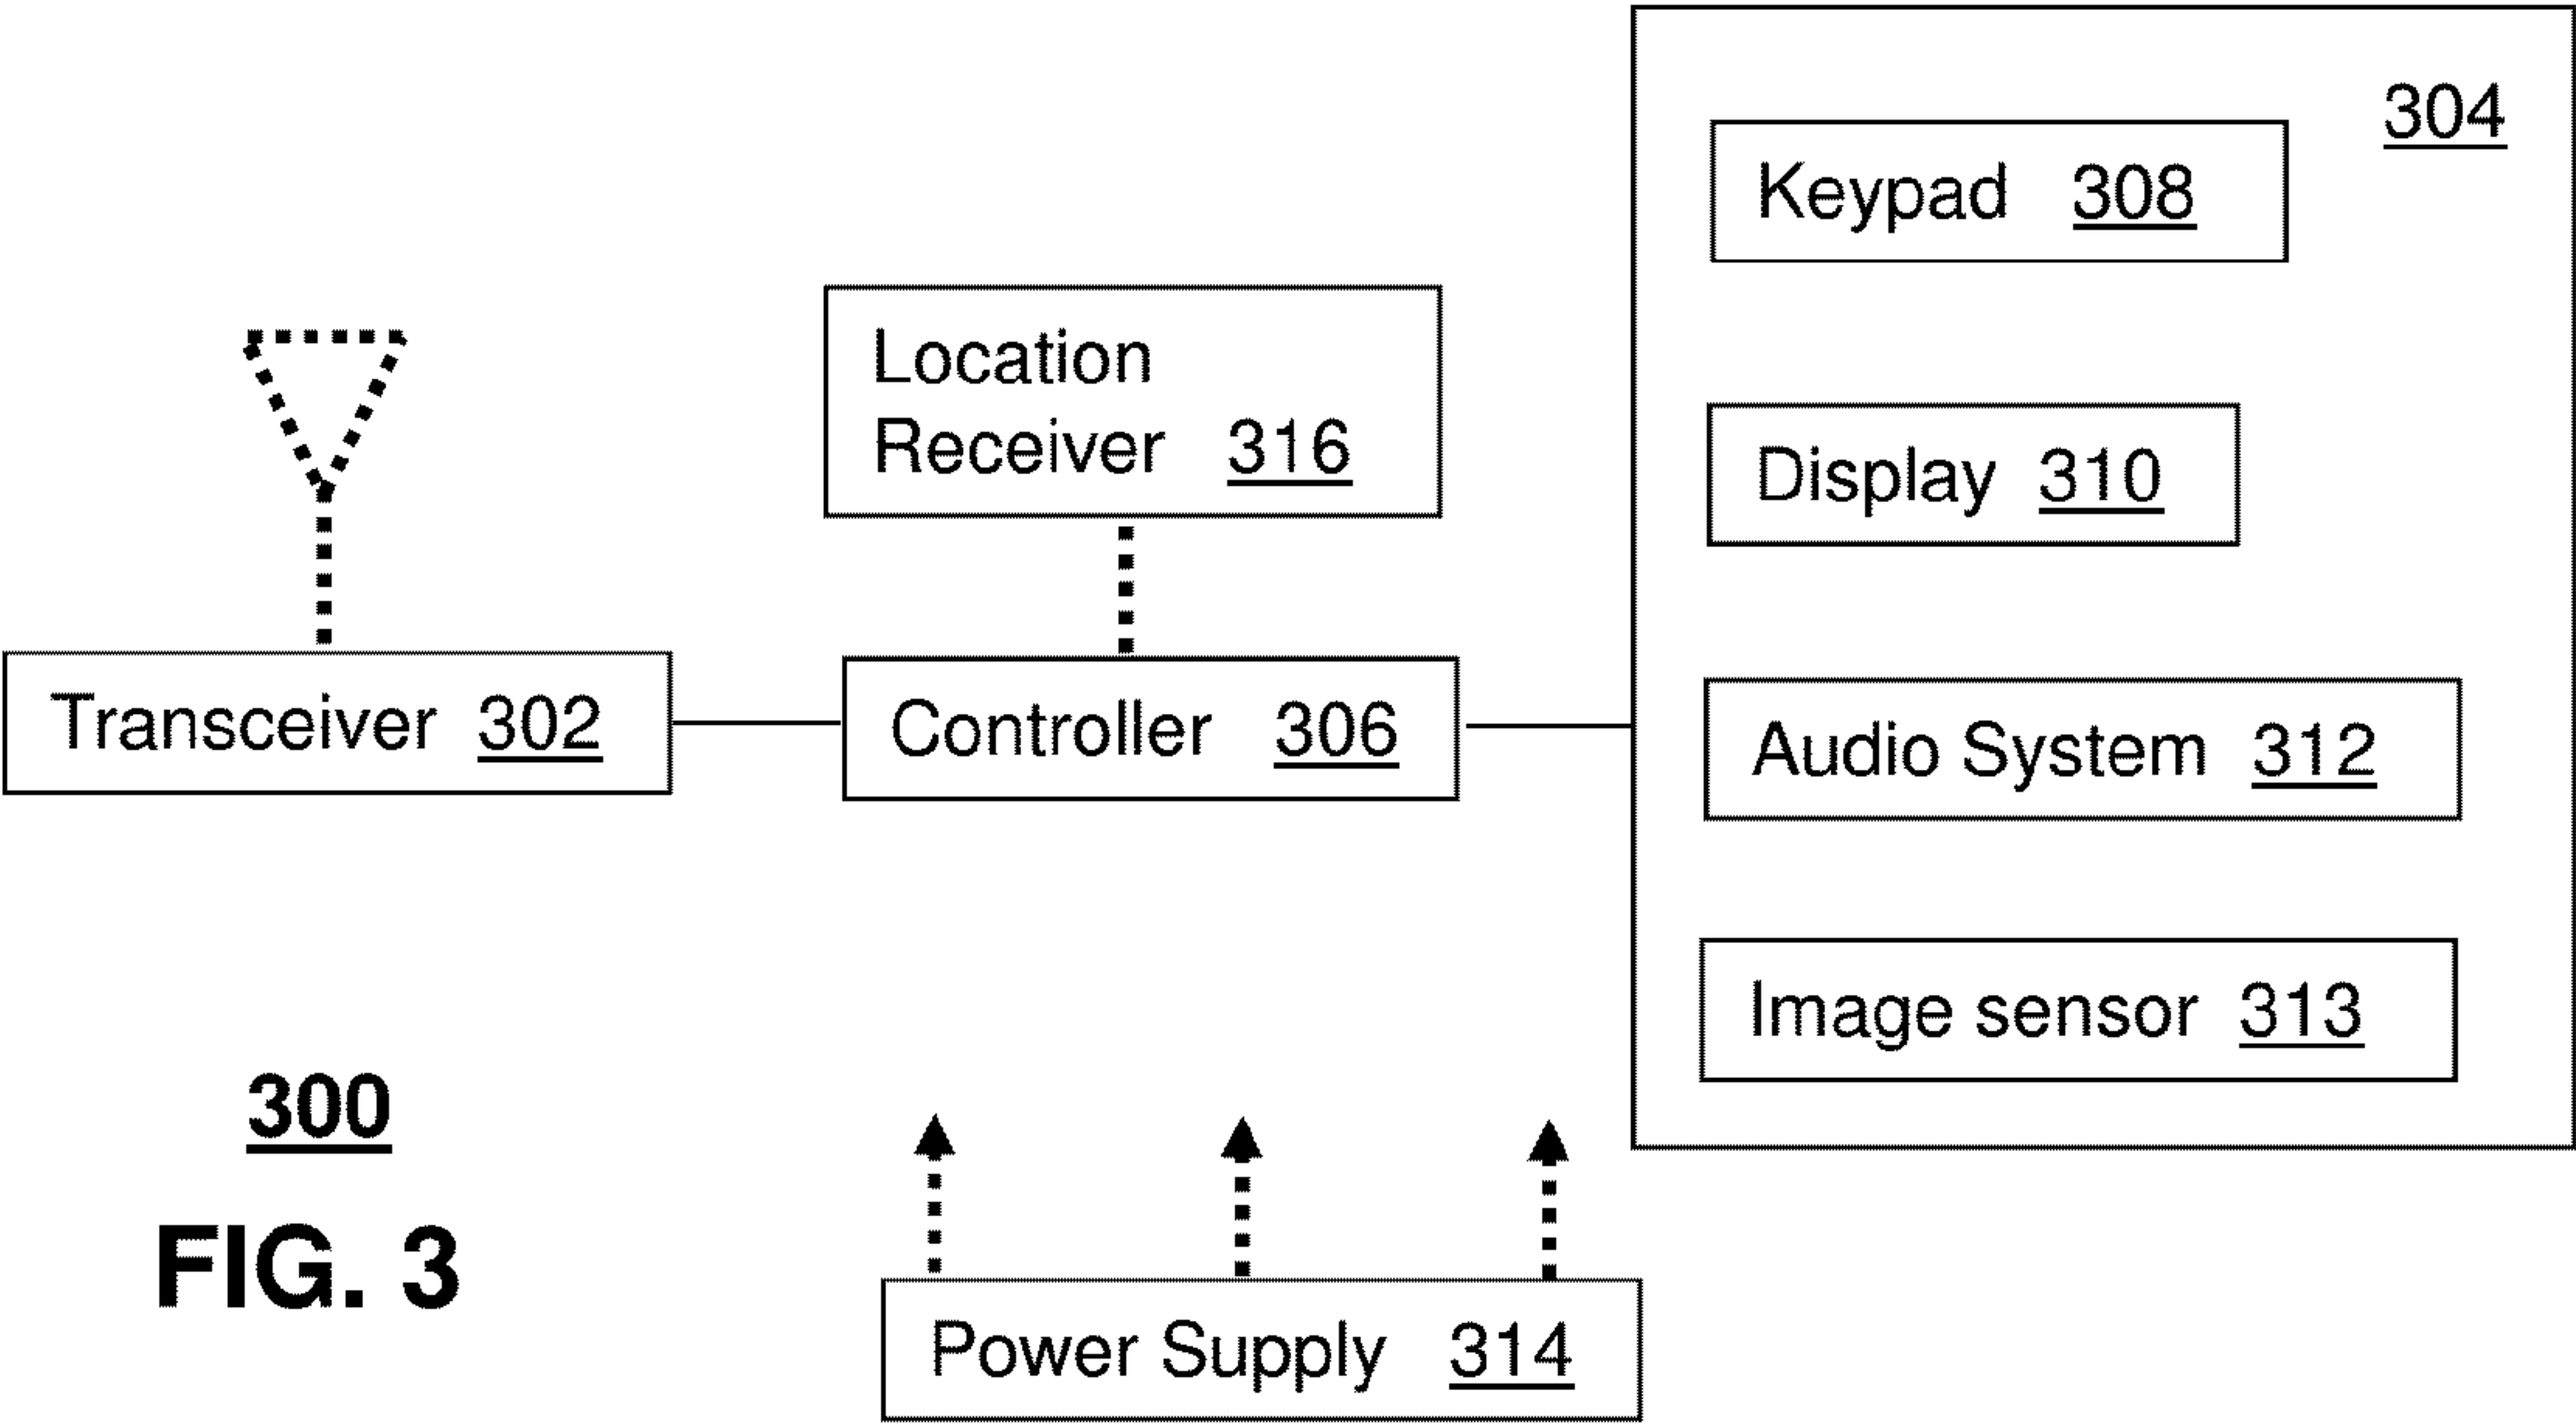 304
Keypad 308
Location
Receiver 316
Display 310
Transceiver 302
Controller 306
Audio System 312
Image sensor 313
300
FIG. 3
Power Supply 314